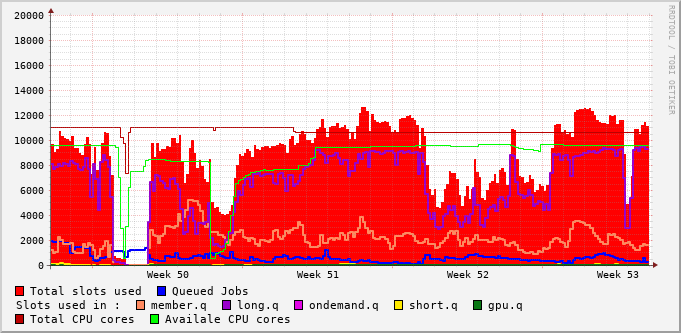 20000
18000
16000
14000
12000
10000
8000
6000
4000
2000
0
Week 50 Week 51 Week 52 Week 53
RRDTOOL / TOBI OETIKER
Total slots used Queued Jobs
Slots used in : member.q long.q ondemand.q short.q gpu.q
Total CPU cores Availale CPU cores